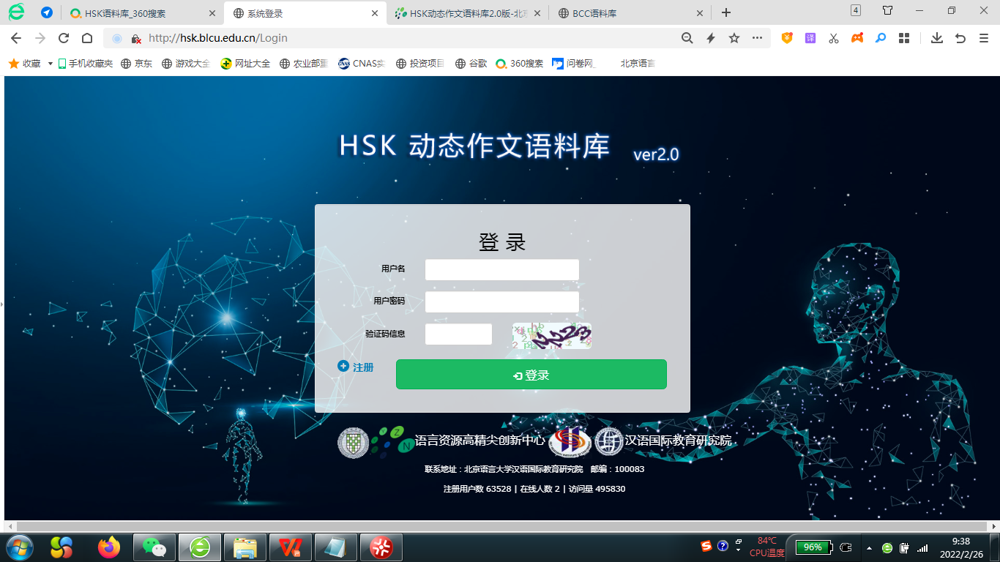 HSK语料库_360搜索
系统登录
HSK动态作文语料库2.0版-北京
BCC语料库
4
http://hsk.blcu.edu.cn/Login
译
收藏 手机收藏夹 京东 游戏大全 网址大全 农业部重 CNAS实 投资项目 谷歌 360搜索 问卷网_ 北京语言
HSK 动态作文语料库 ver2.0
登 录
用户名
用户密码
验证码信息
注册
登录
语言资源高精尖创新中心 汉语国际教育研究院
联系地址：北京语言大学汉语国际教育研究院 邮编：100083
注册用户数 63528 | 在线人数 2 | 访问量 495830
84℃
CPU温度
96%
9:38
2022/2/26